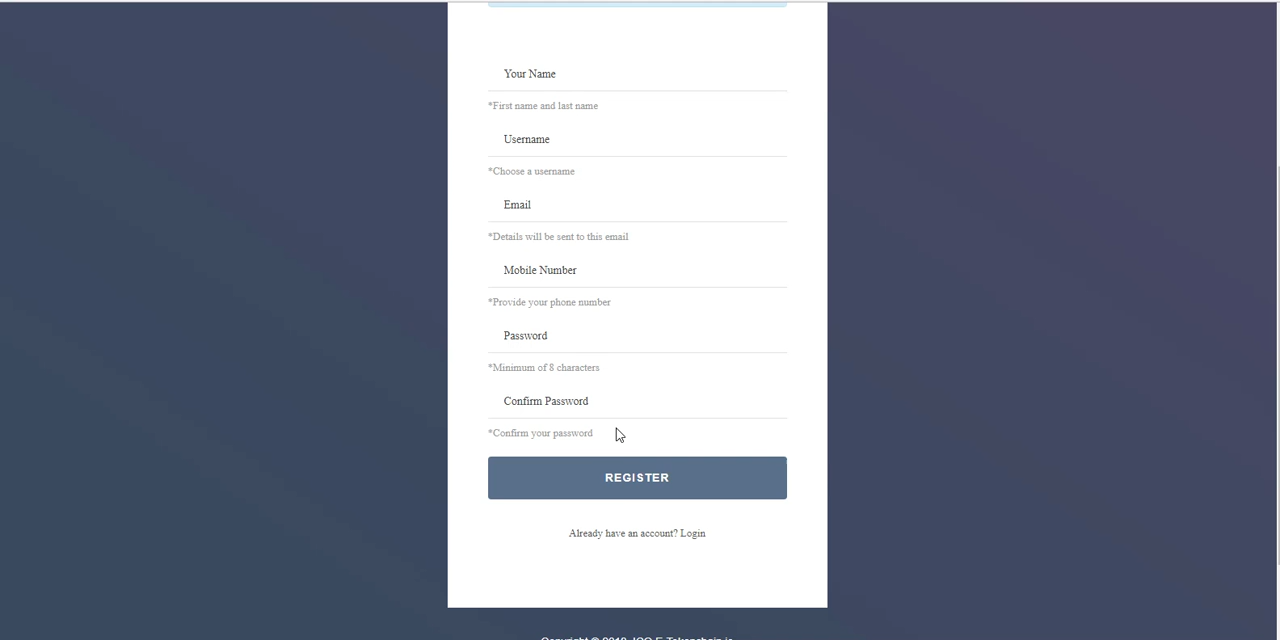 Your Name
*First name and last name
Username
*Choose a username
Email
*Details will be sent to this email
Mobile Number
*Provide your phone number
Password
*Minimum of 8 characters
Confirm Password
*Confirm your password
REGISTER
Already have an account? Login
Copyright © 2018